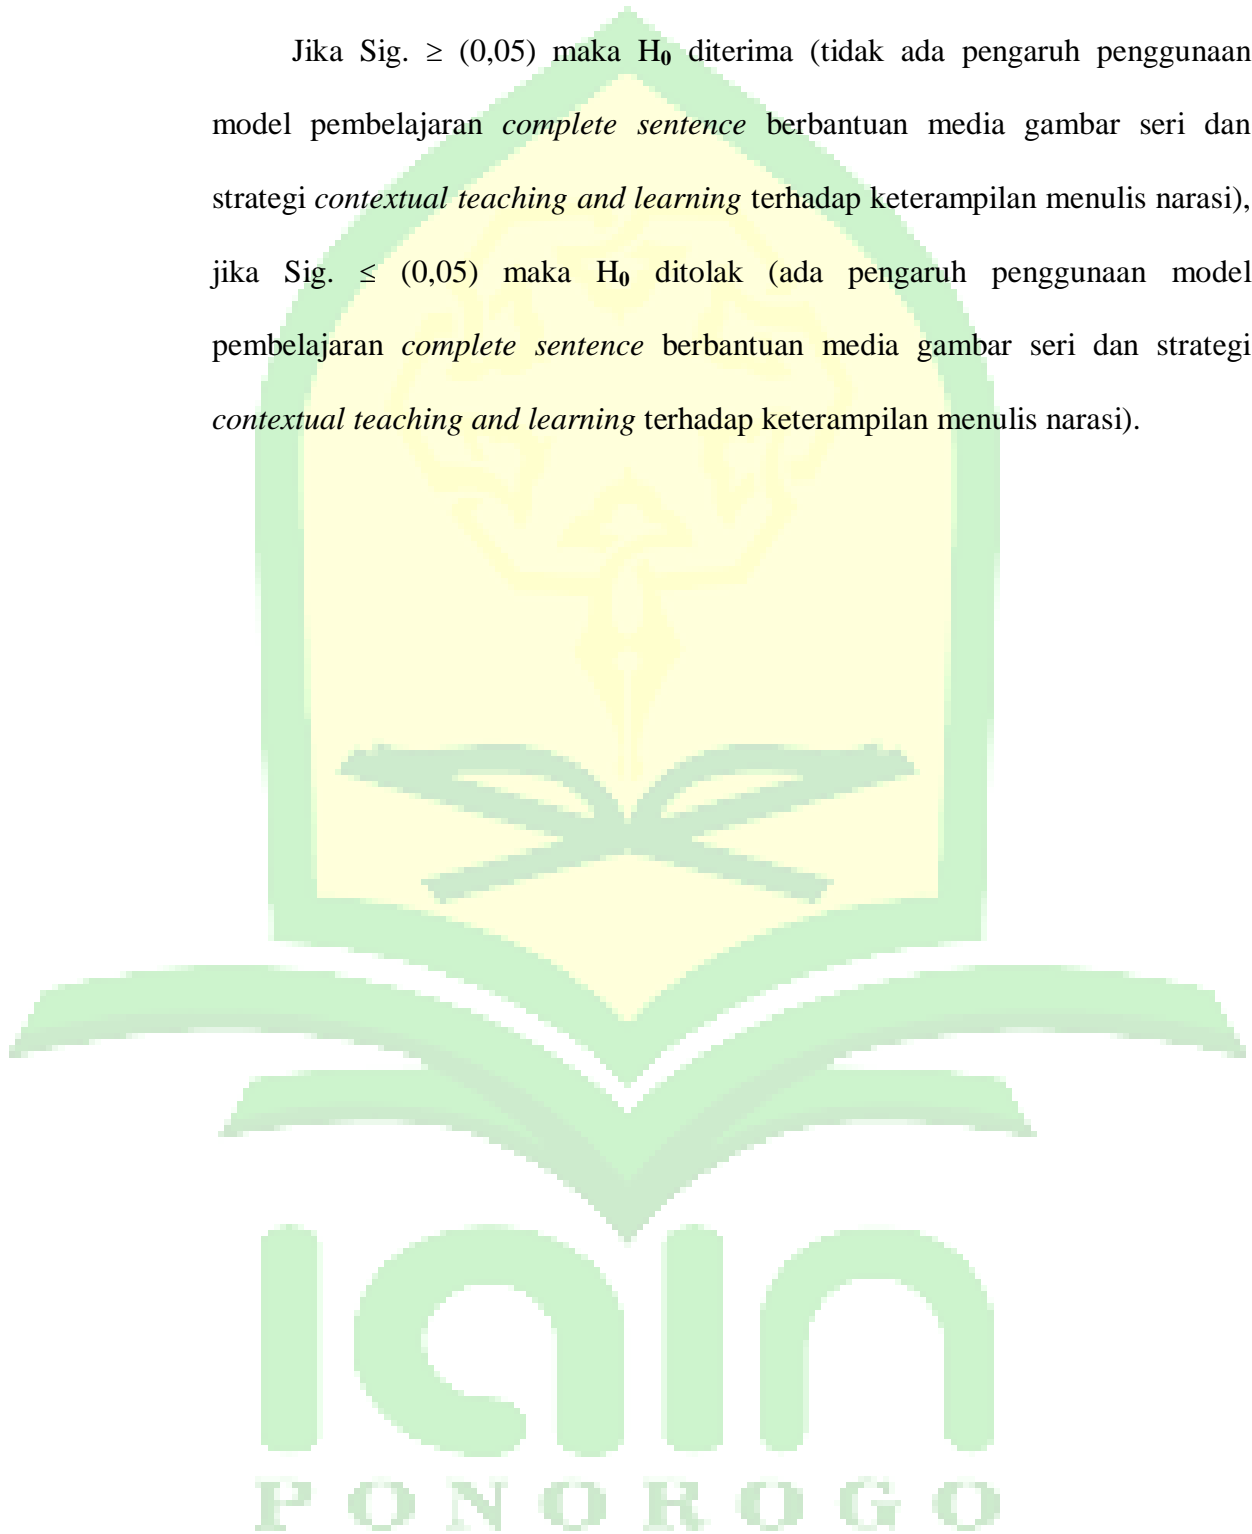 Jika Sig. ≥ (0,05) maka H₀ diterima (tidak ada pengaruh penggunaan
model pembelajaran complete sentence berbantuan media gambar seri dan
strategi contextual teaching and learning terhadap keterampilan menulis narasi),
jika Sig. ≤ (0,05) maka H₀ ditolak (ada pengaruh penggunaan model
pembelajaran complete sentence berbantuan media gambar seri dan strategi
contextual teaching and learning terhadap keterampilan menulis narasi).
iain
PONOROGO